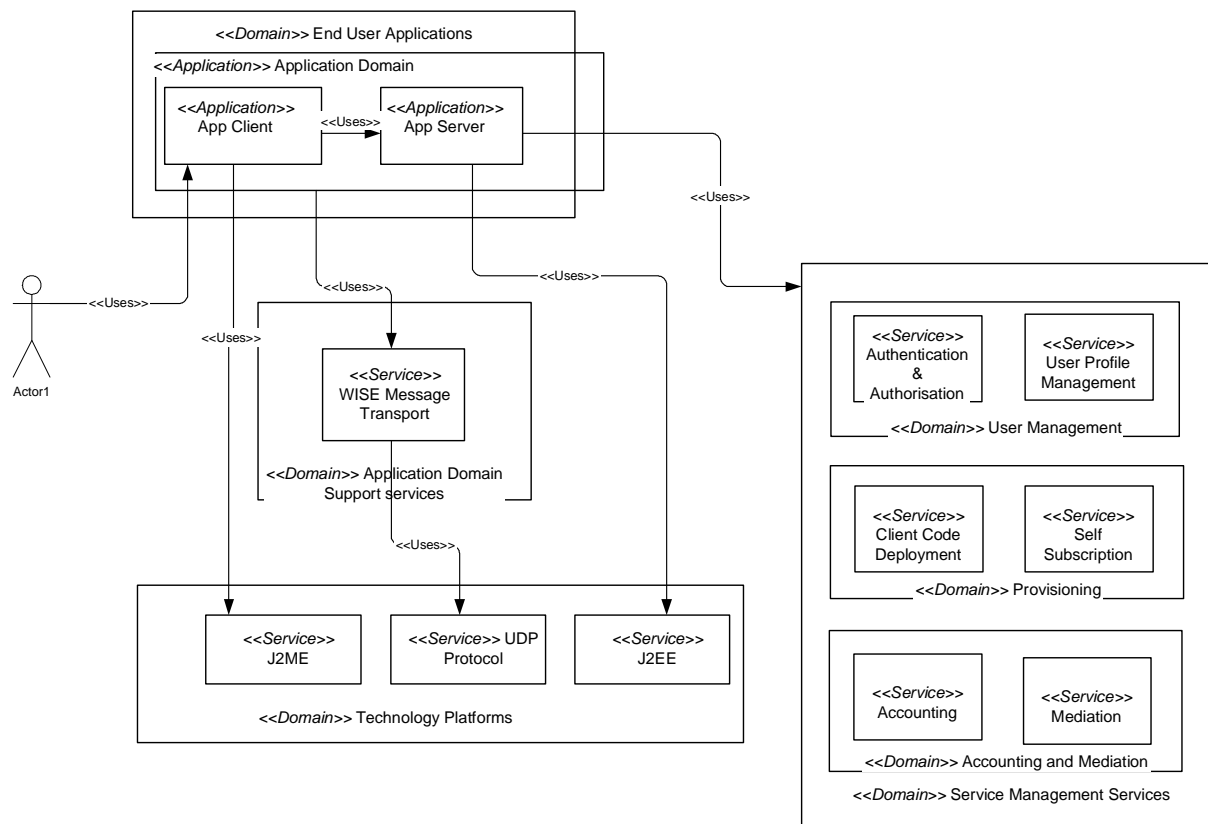 <<Domain>> End User Applications
<<Application>> Application Domain
<<Application>>
App Client
<<Uses>>
<<Application>>
App Server
<<Uses>>
<<Uses>>
<<Uses>>
<<Uses>>
<<Uses>>
Actor1
<<Service>>
WISE Message
Transport
<<Domain>> Application Domain
Support services
<<Uses>>
<<Service>>
J2ME
<<Service>> UDP
Protocol
<<Service>>
J2EE
<<Domain>> Technology Platforms
<<Service>>
Authentication
&
Authorisation
<<Service>>
User Profile
Management
<<Domain>> User Management
<<Service>>
Client Code
Deployment
<<Service>>
Self
Subscription
<<Domain>> Provisioning
<<Service>>
Accounting
<<Service>>
Mediation
<<Domain>> Accounting and Mediation
<<Domain>> Service Management Services